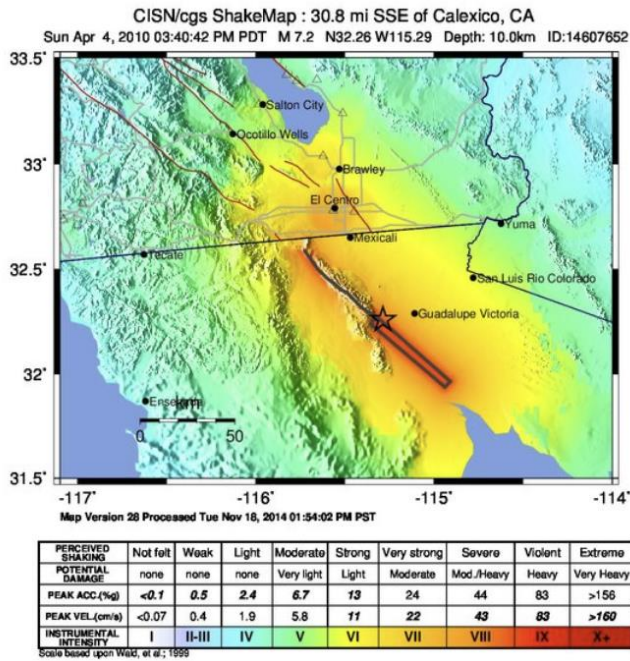 CISN/cgs ShakeMap : 30.8 mi SSE of Calexico, CA
Sun Apr 4, 2010 03:40:42 PM PDT M 7.2 N32.26 W115.29 Depth: 10.0km ID:14607652
33.5
Salton City
Ocotillo Wells
33
Brawley
El Centro
Yuma
Mexicali
Tecate
32.5
San Luis Rio Colorado
Guadalupe Victoria
32
Ensenada
km
0 50
31.5
-117 -116 -115 -114
Map Version 28 Processed Tue Nov 18, 2014 01:54:02 PM PST
PERCEIVED SHAKING Not felt Weak Light Moderate Strong Very strong Severe Violent Extreme
POTENTIAL DAMAGE none none none Very light Light Moderate Mod./Heavy Heavy Very Heavy
PEAK ACC.(%g) <0.1 0.5 2.4 6.7 13 24 44 83 >156
PEAK VEL.(cm/s) <0.07 0.4 1.9 5.8 11 22 43 83 >160
INSTRUMENTAL INTENSITY I II-III IV V VI VII VIII IX X+
Scale based upon Wald, et al.; 1999